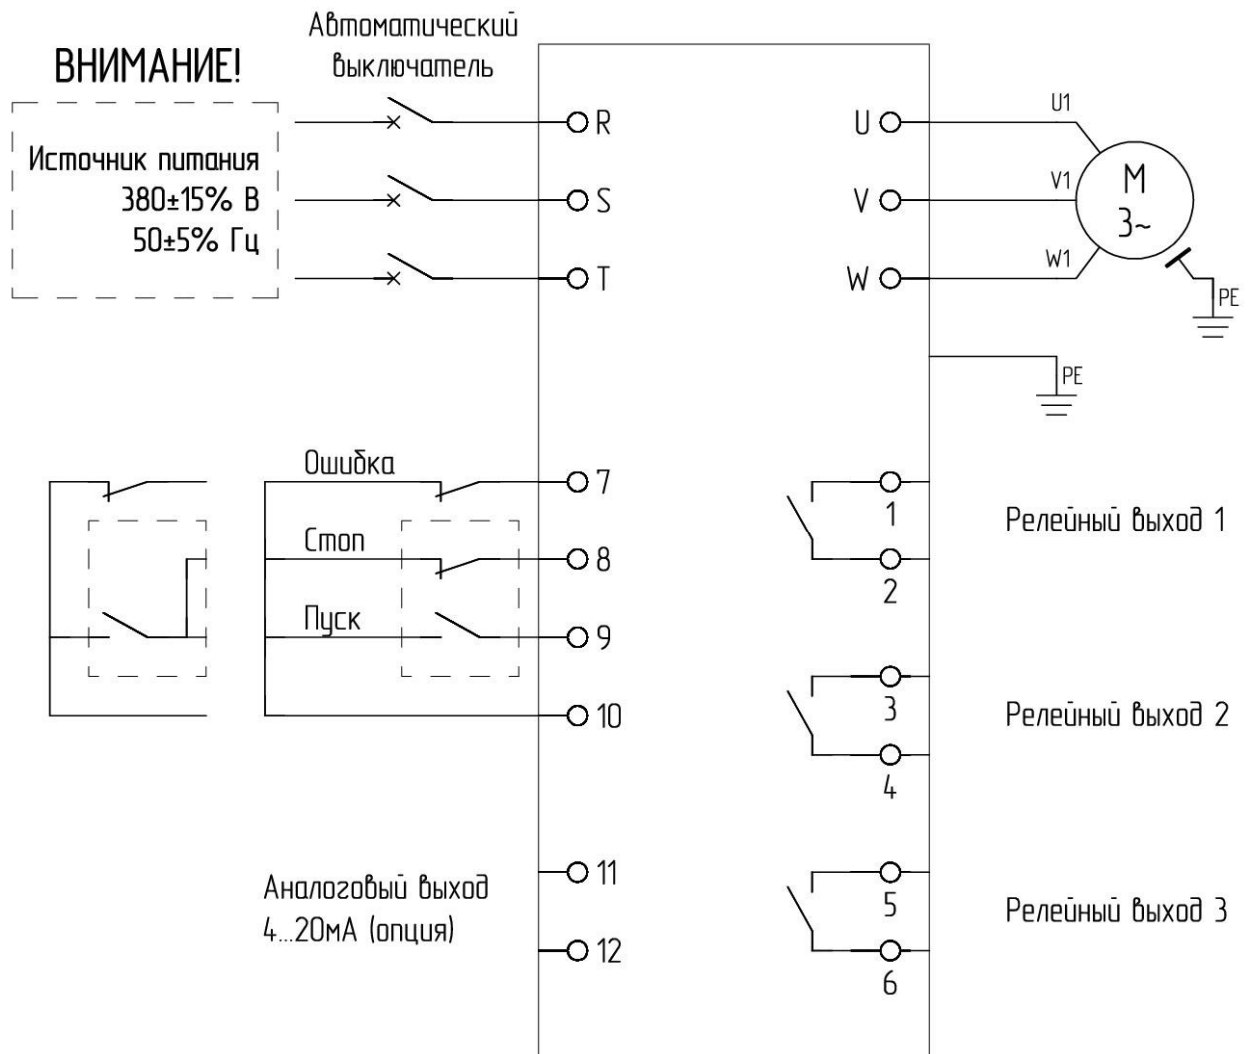 Автоматический
выключатель
ВНИМАНИЕ!
Источник питания
380±15% В
50±5% Гц
R
S
T
U
V
W
U1
V1
W1
M
3~
PE
PE
Ошибка
7
Стоп
8
Пуск
9
10
1
2
Релейный выход 1
3
4
Релейный выход 2
Аналоговый выход
4...20мА (опция)
11
12
5
6
Релейный выход 3